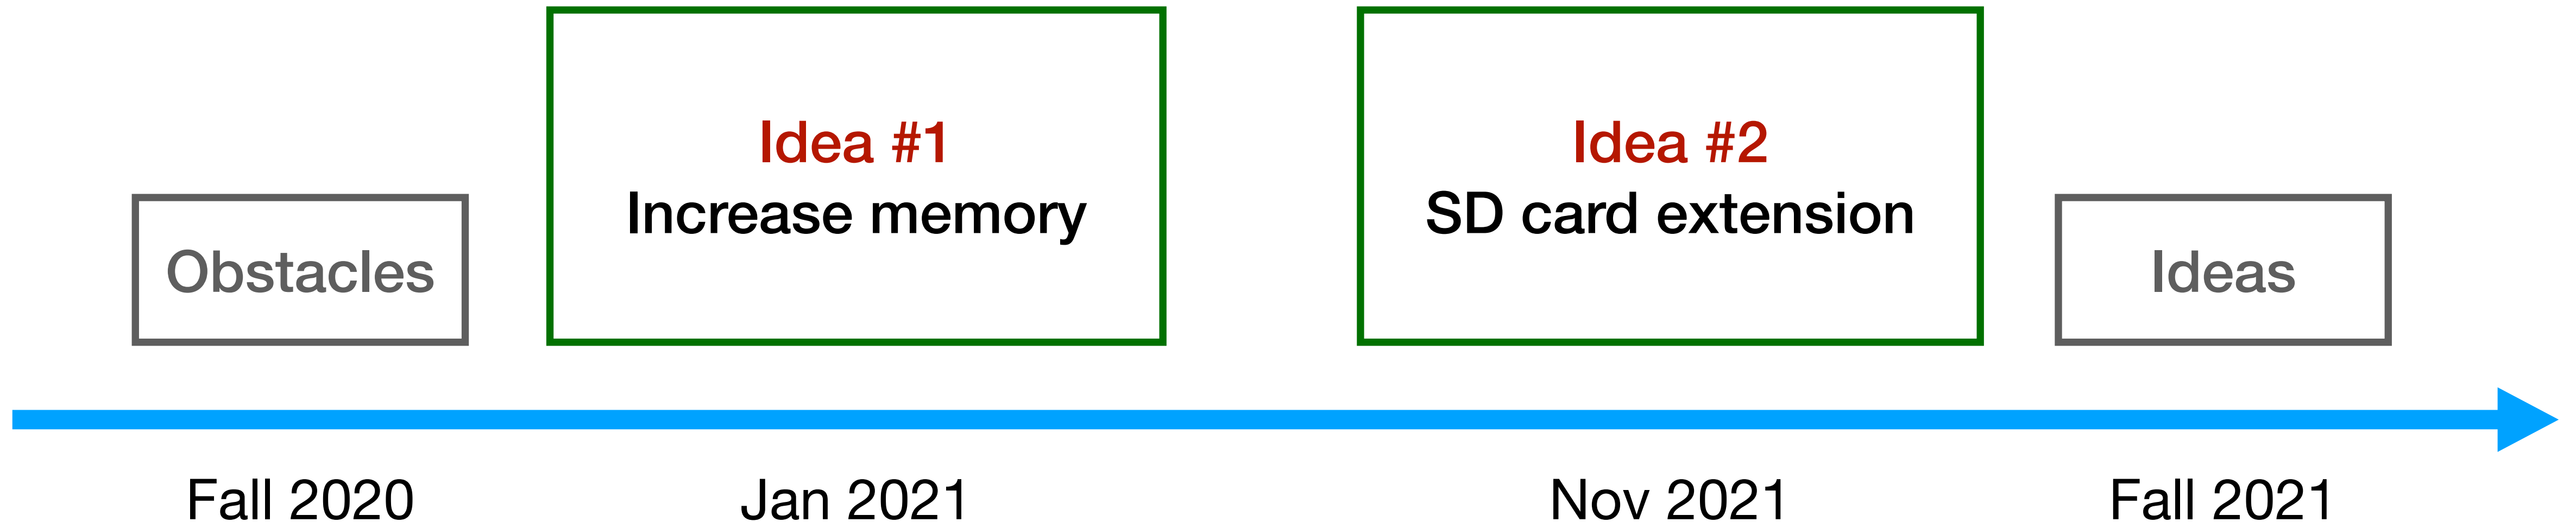 Obstacles
Idea #1
Increase memory
Idea #2
SD card extension
Ideas
Fall 2020
Jan 2021
Nov 2021
Fall 2021